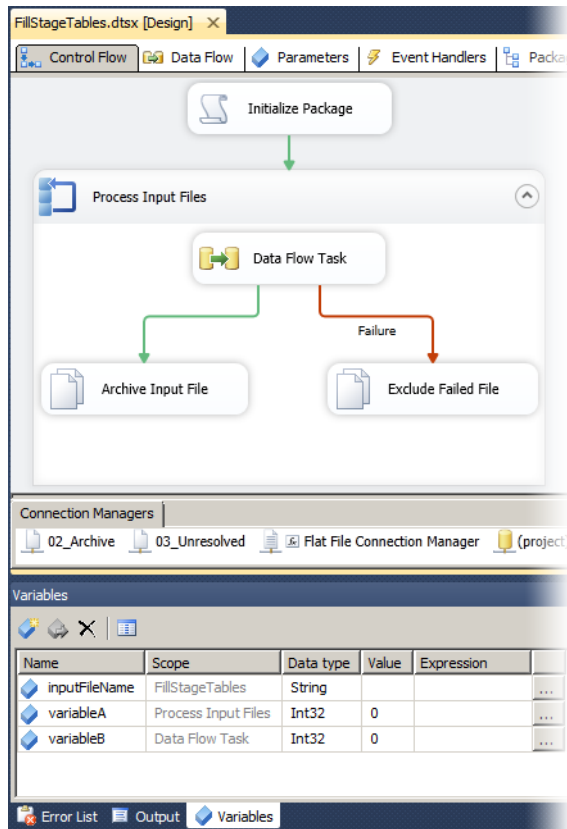 FillStageTables.dtsx [Design]
Control Flow Data Flow Parameters Event Handlers
Initialize Package
Process Input Files
Data Flow Task
Failure
Archive Input File Exclude Failed File
Connection Managers
02_Archive 03_Unresolved Flat File Connection Manager (project
Variables
Name Scope Data type Value Expression
inputFileName FillStageTables String ...
variableA Process Input Files Int32 0 ...
variableB Data Flow Task Int32 0 ...
Error List Output Variables